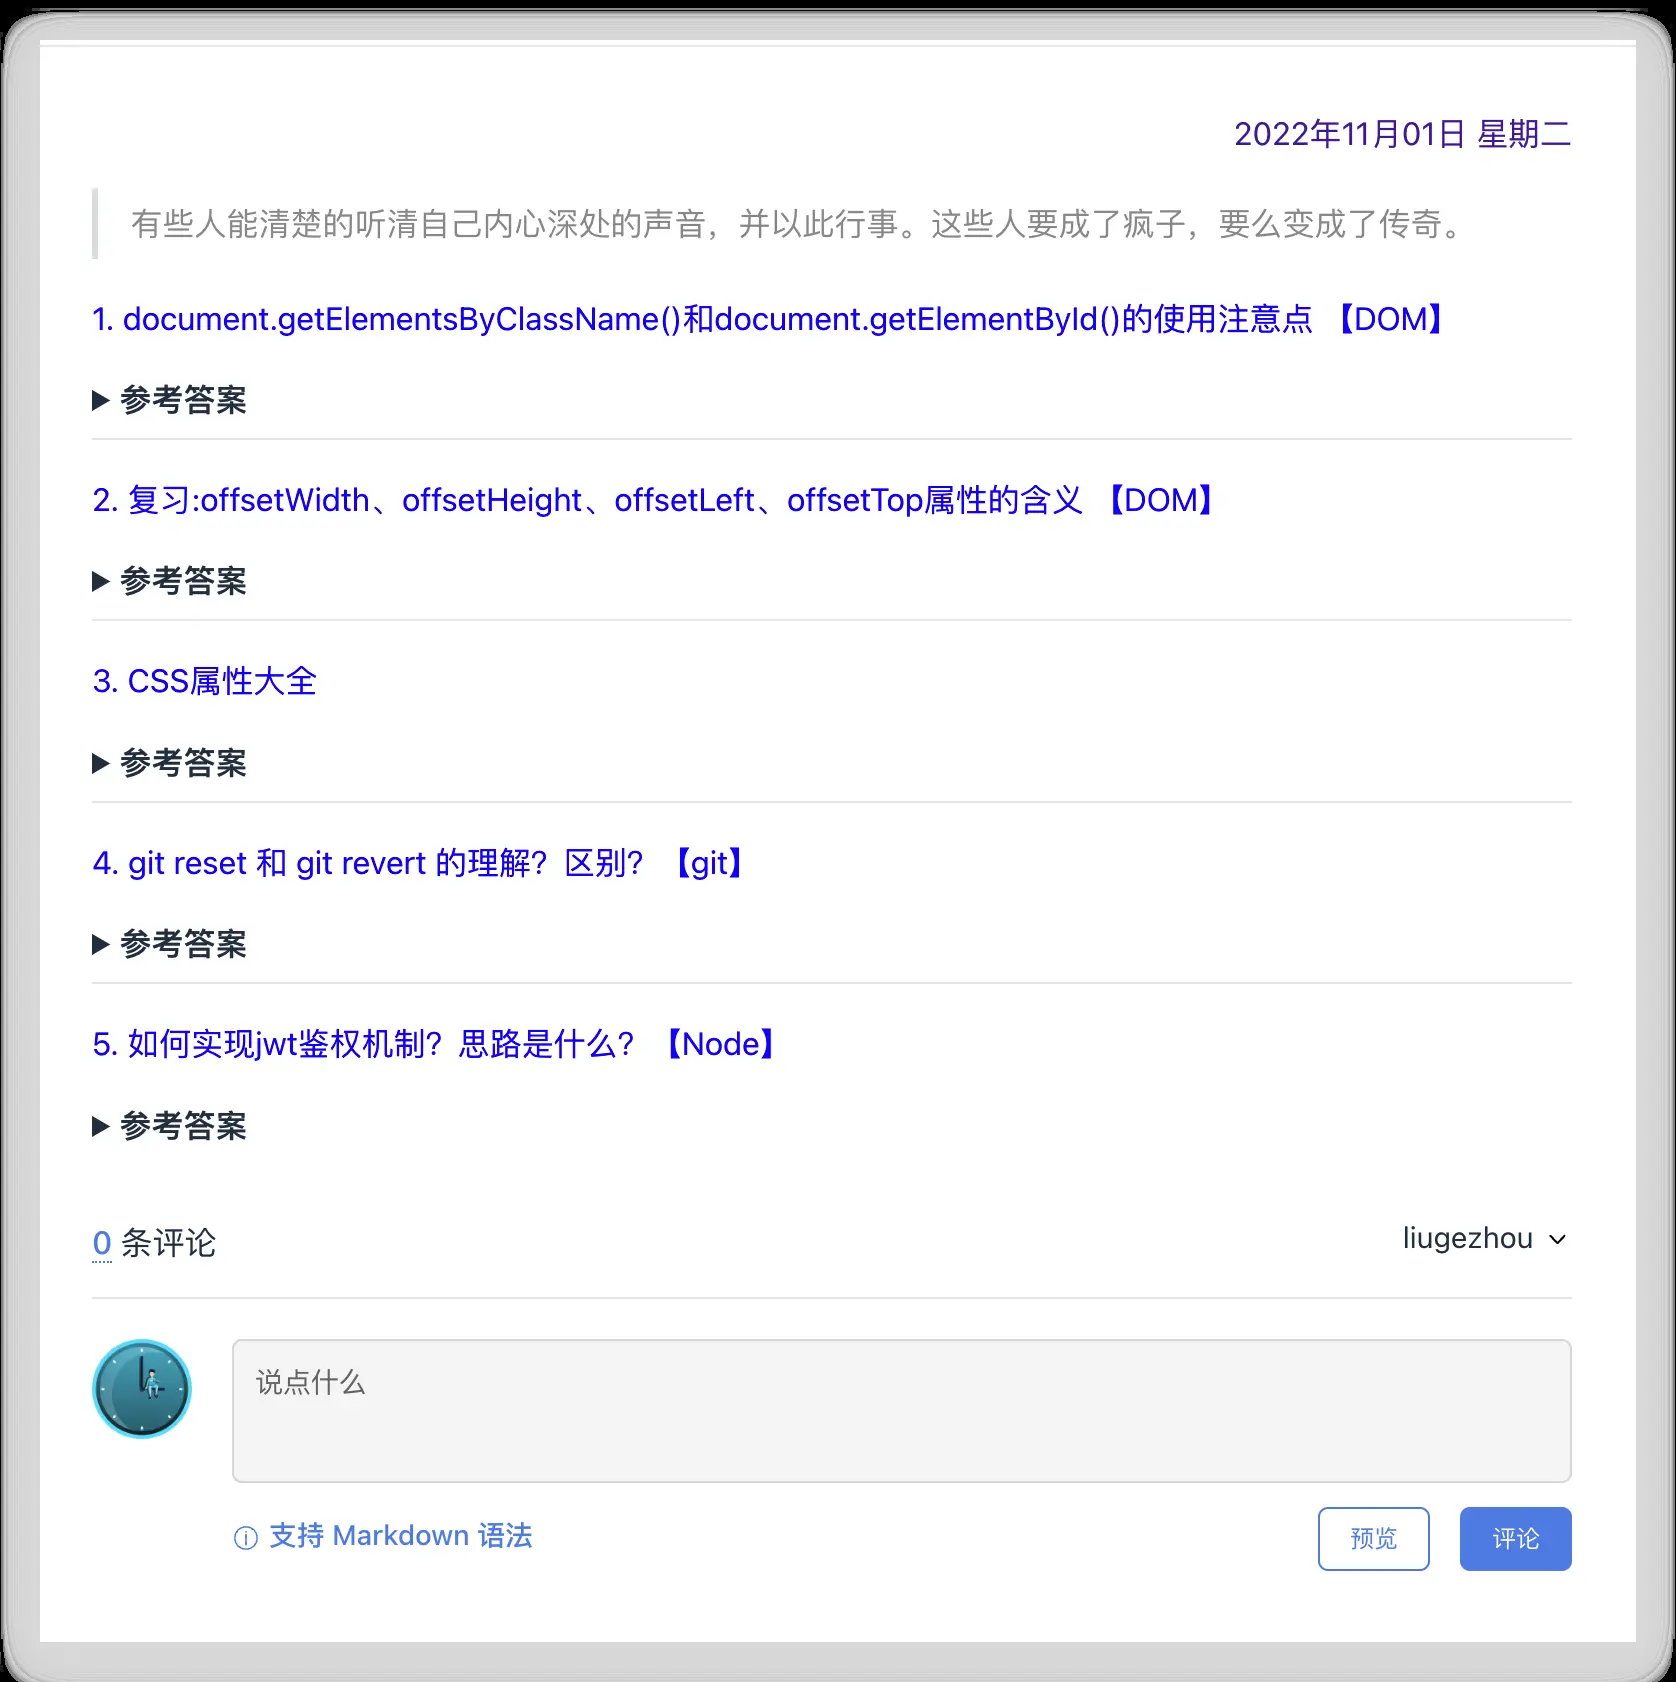 2022年11月01日 星期二
有些人能清楚的听清自己内心深处的声音，并以此行事。这些人要成了疯子，要么变成了传奇。
1. document.getElementsByClassName()和document.getElementById()的使用注意点 【DOM】
▶ 参考答案
2. 复习:offsetWidth、offsetHeight、offsetLeft、offsetTop属性的含义 【DOM】
▶ 参考答案
3. CSS属性大全
▶ 参考答案
4. git reset 和 git revert 的理解？区别？ 【git】
▶ 参考答案
5. 如何实现jwt鉴权机制？思路是什么？ 【Node】
▶ 参考答案
0 条评论
liugezhou
说点什么
支持 Markdown 语法
预览
评论